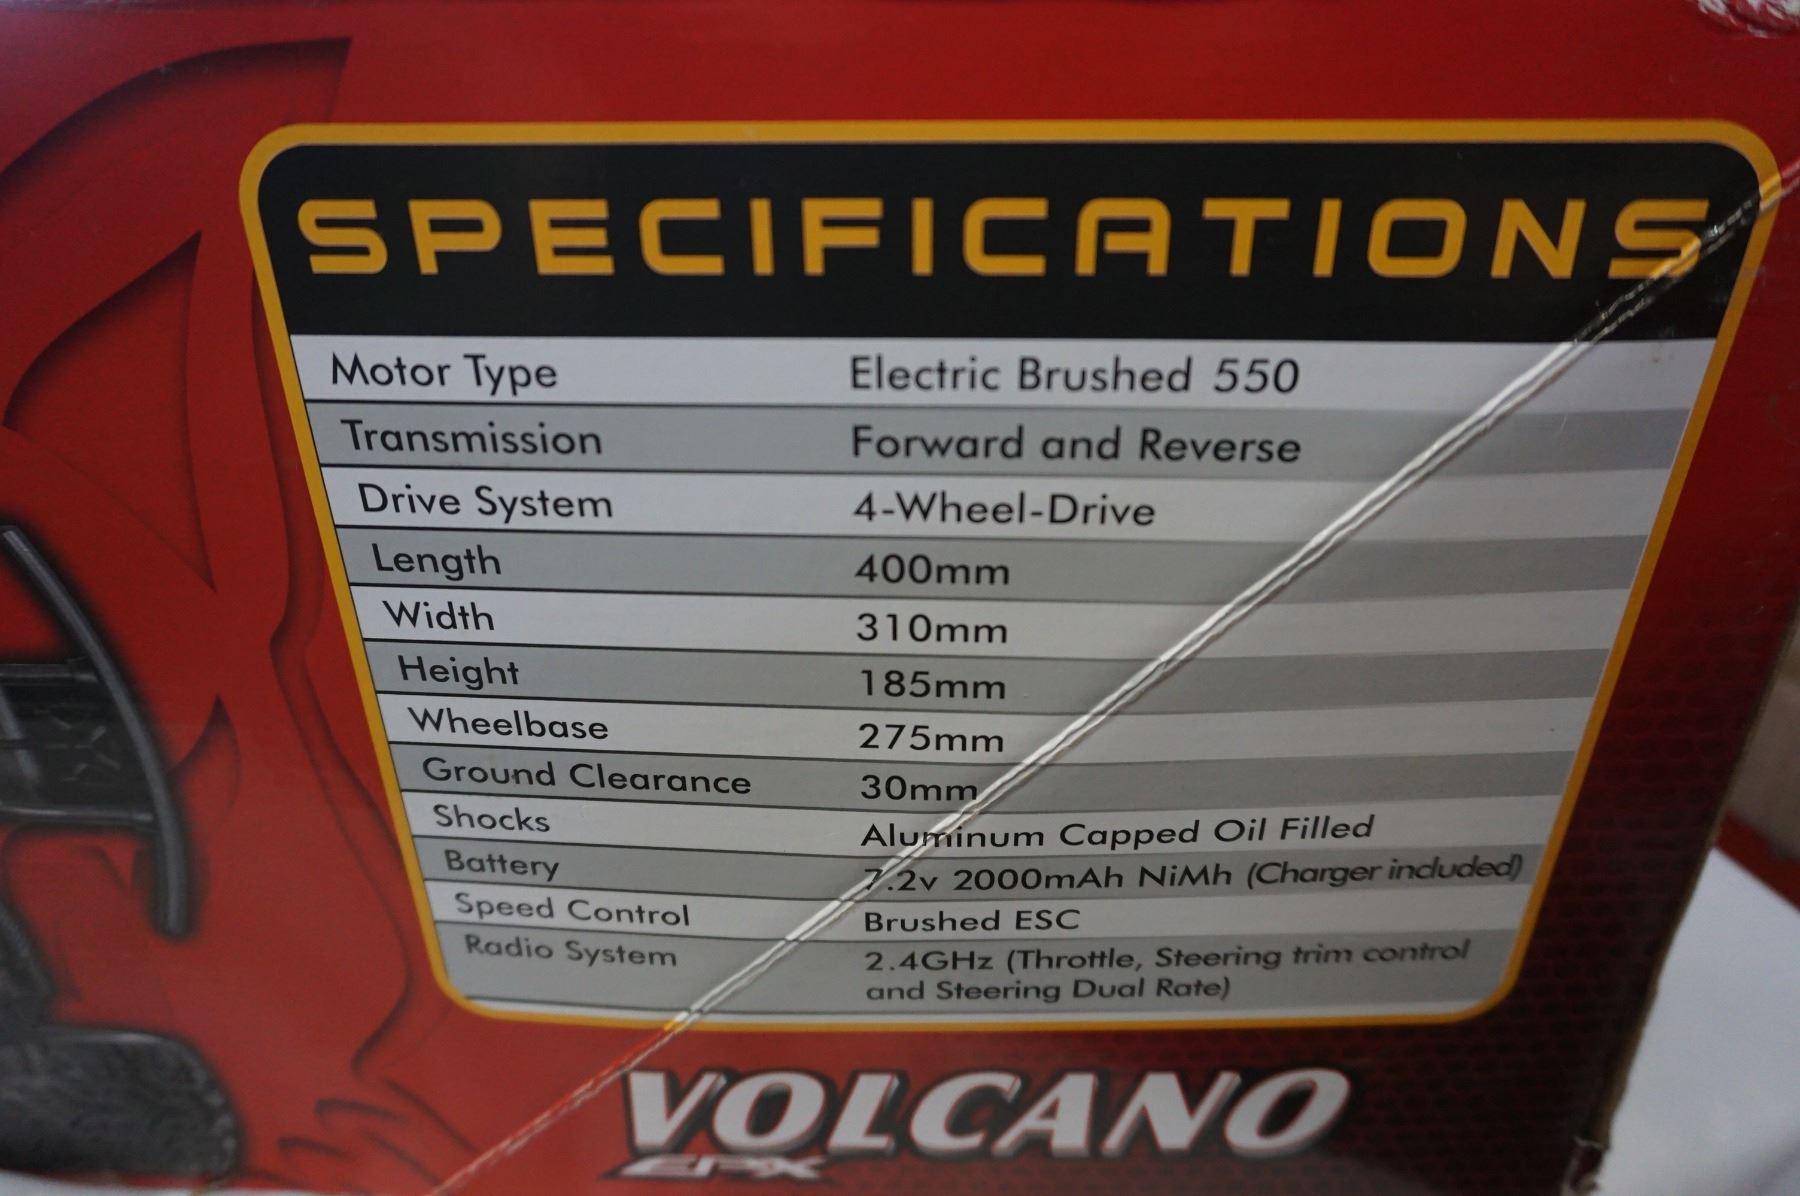 SPECIFICATIONS
Motor Type Electric Brushed 550
Transmission Forward and Reverse
Drive System 4-Wheel-Drive
Length 400mm
Width 310mm
Height 185mm
Wheelbase 275mm
Ground Clearance 30mm
Shocks Aluminum Capped Oil Filled
Battery 7.2v 2000mAh NiMh (Charger included)
Speed Control Brushed ESC
Radio System 2.4GHz (Throttle, Steering trim control
and Steering Dual Rate)
VOLCANO
EPX